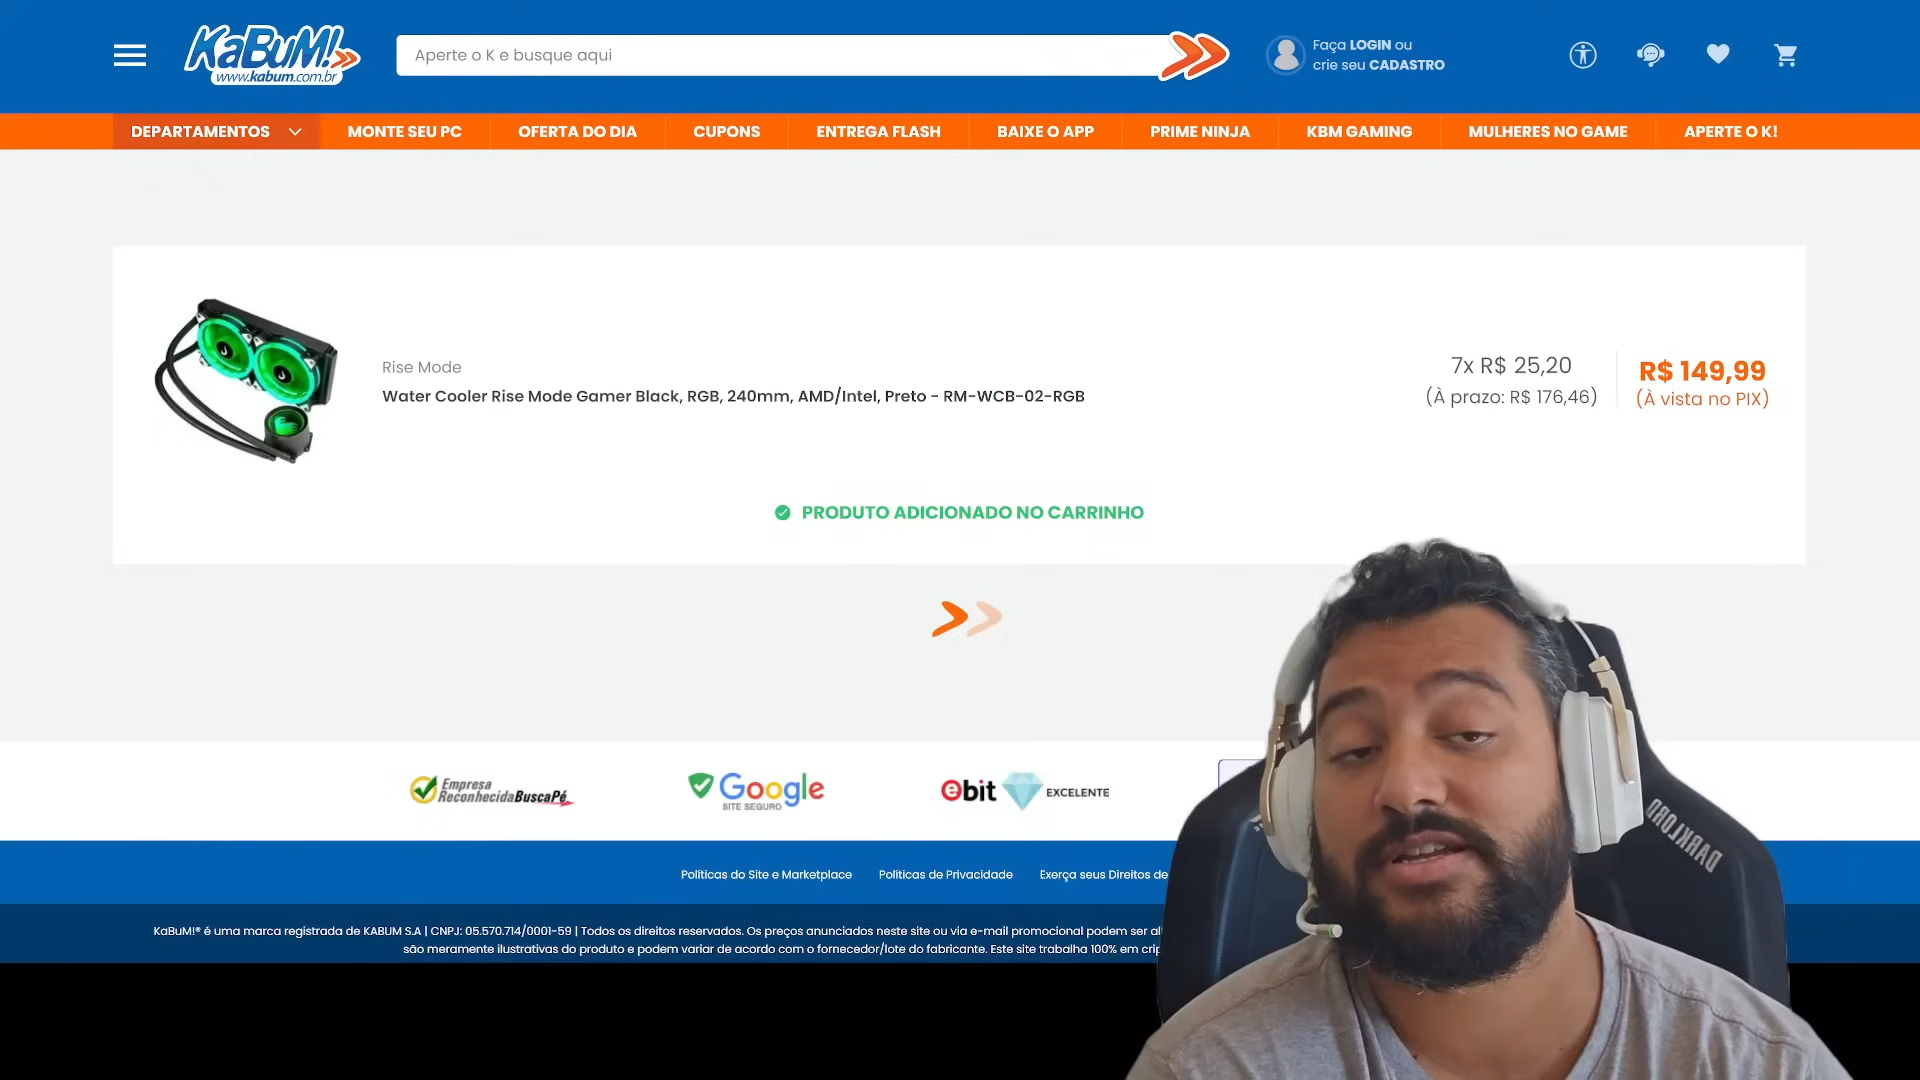 KaBuM!
www.kabum.com.br
Aperte o K e busque aqui
Faça LOGIN ou
crie seu CADASTRO
DEPARTAMENTOS
MONTE SEU PC
OFERTA DO DIA
CUPONS
ENTREGA FLASH
BAIXE O APP
PRIME NINJA
KBM GAMING
MULHERES NO GAME
APERTE O K!
Rise Mode
Water Cooler Rise Mode Gamer Black, RGB, 240mm, AMD/Intel, Preto - RM-WCB-02-RGB
7x R$ 25,20
(À prazo: R$ 176,46)
R$ 149,99
(À vista no PIX)
PRODUTO ADICIONADO NO CARRINHO
Empresa
ReconhecidaBuscaPé
Google
SITE SEGURO
ebit EXCELENTE
DARKLORD
Políticas do Site e Marketplace
Políticas de Privacidade
Exerça seus Direitos de
KaBuM!® é uma marca registrada de KABUM S.A | CNPJ: 05.570.714/0001-59 | Todos os direitos reservados. Os preços anunciados neste site ou via e-mail promocional podem ser
são meramente ilustrativas do produto e podem variar de acordo com o fornecedor/lote do fabricante. Este site trabalha 100% em